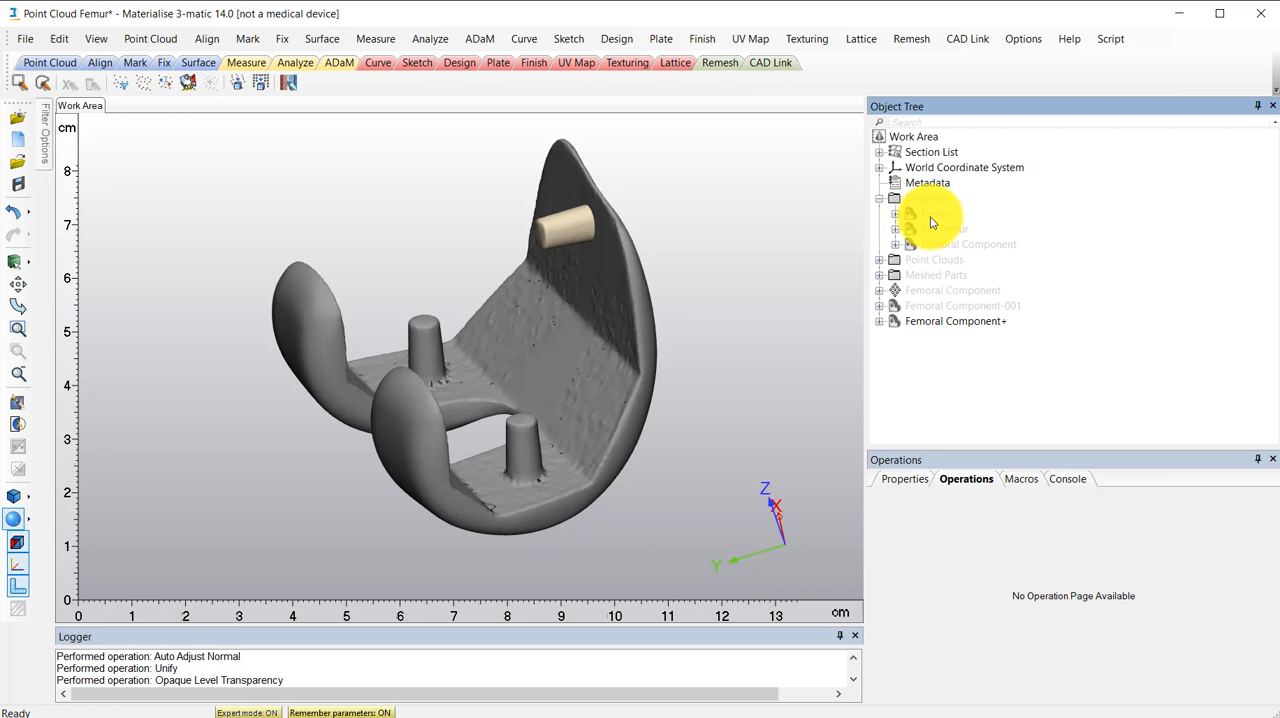 Point Cloud Femur* - Materialise 3-matic 14.0 [not a medical device]
File Edit View Point Cloud Align Mark Fix Surface Measure Analyze ADaM Curve Sketch Design Plate Finish UV Map Texturing Lattice Remesh CAD Link Options Help Script
Point Cloud Align Mark Fix Surface Measure Analyze ADaM Curve Sketch Design Plate Finish UV Map Texturing Lattice Remesh CAD Link
Filter Options
Work Area
cm
8
7
6
5
4
3
2
1
0
0 1 2 3 4 5 6 7 8 9 10 11 12 13 cm
Z
X
Y
Object Tree
Search
Work Area
Section List
World Coordinate System
Metadata
Femoral Component
Point Clouds
Meshed Parts
Femoral Component
Femoral Component-001
Femoral Component+
Operations
Properties Operations Macros Console
No Operation Page Available
Logger
Performed operation: Auto Adjust Normal
Performed operation: Unify
Performed operation: Opaque Level Transparency
Ready Expert mode: ON Remember parameters: ON